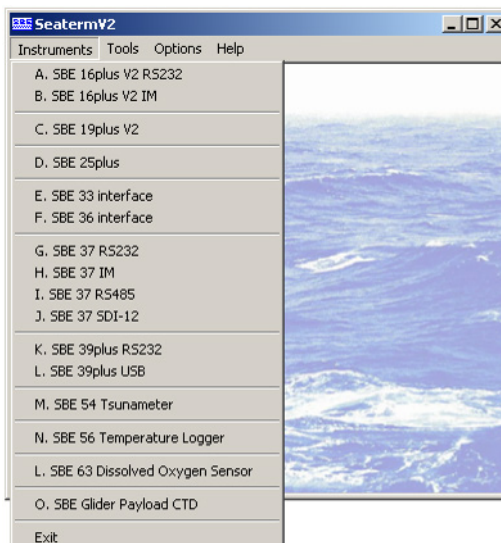 SBE SeatermV2
Instruments Tools Options Help
A. SBE 16plus V2 RS232
B. SBE 16plus V2 IM
C. SBE 19plus V2
D. SBE 25plus
E. SBE 33 interface
F. SBE 36 interface
G. SBE 37 RS232
H. SBE 37 IM
I. SBE 37 RS485
J. SBE 37 SDI-12
K. SBE 39plus RS232
L. SBE 39plus USB
M. SBE 54 Tsunameter
N. SBE 56 Temperature Logger
L. SBE 63 Dissolved Oxygen Sensor
O. SBE Glider Payload CTD
Exit